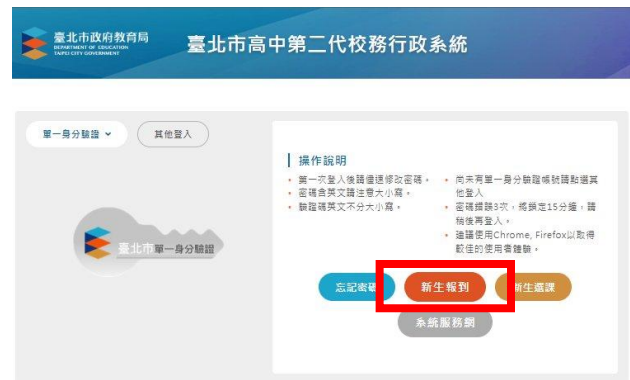 臺北市政府教育局
DEPARTMENT OF EDUCATION
TAIPEI CITY GOVERNMENT
臺北市高中第二代校務行政系統
單一身分驗證
其他登入
臺北市單一身分驗證
操作說明
• 第一次登入後請儘速修改密碼。
• 密碼含英文請注意大小寫。
• 驗證碼英文不分大小寫。
• 尚未有單一身分驗證帳號請點選其
他登入
• 密碼錯誤3次，將鎖定15分鐘，請
稍後再登入。
• 建議使用Chrome, Firefox以取得
較佳的使用者體驗。
忘記密碼
新生報到
新生選課
系統服務網